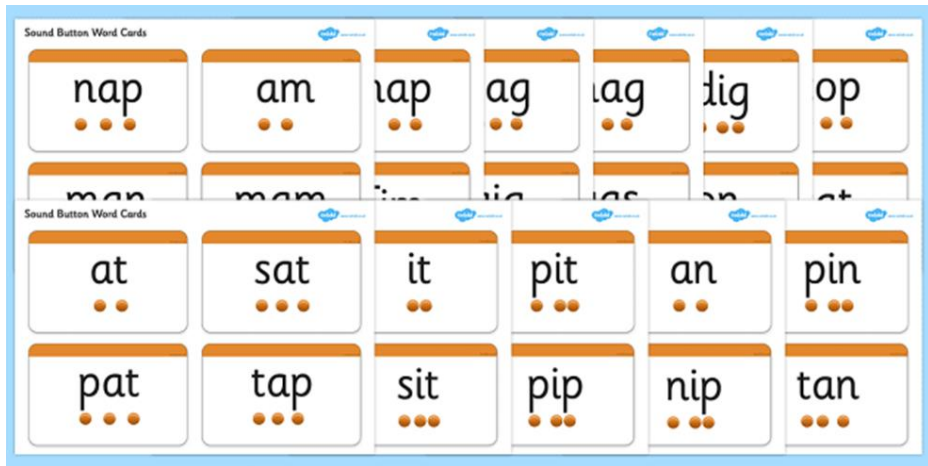 Sound Button Word Cards
nap am nap ag ag dig op
Sound Button Word Cards
at sat it pit an pin
pat tap sit pip nip tan